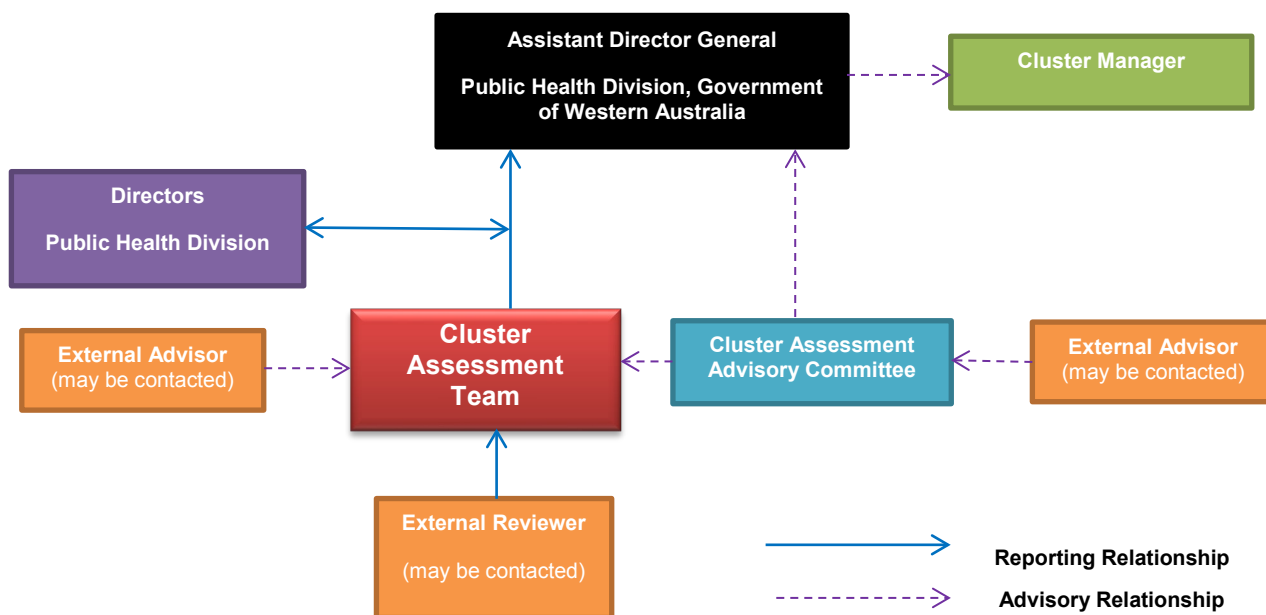 Assistant Director General
Public Health Division, Government
of Western Australia
Cluster Manager
Directors
Public Health Division
External Advisor
(may be contacted)
Cluster
Assessment
Team
Cluster Assessment
Advisory Committee
External Advisor
(may be contacted)
External Reviewer
(may be contacted)
Reporting Relationship
Advisory Relationship